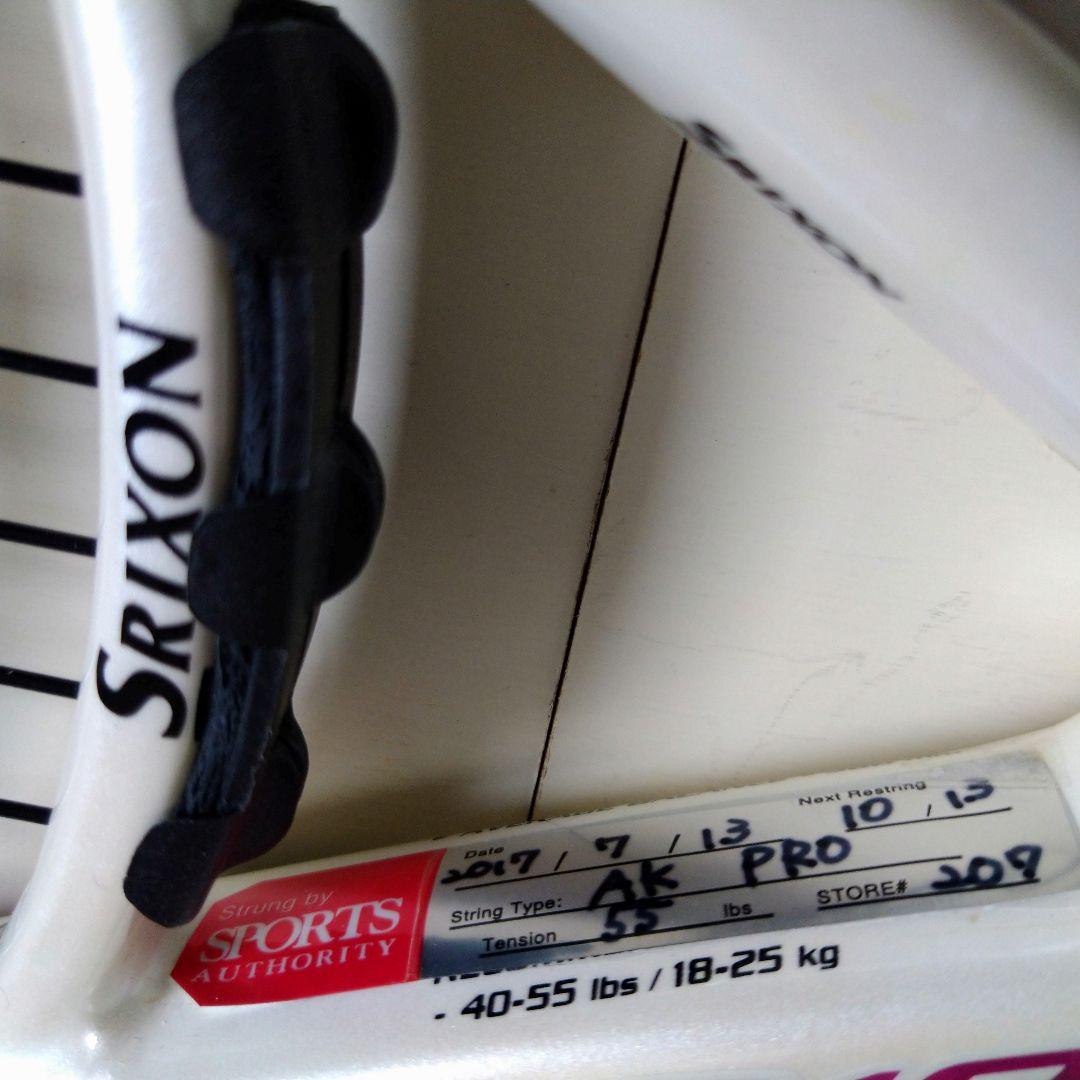 SRIXON
SRIXON
Strung by
SPORTS
AUTHORITY
Date 2017 / 7 / 13 Next Restring 10 / 13
String Type: AK PRO
Tension 55 lbs STORE# 209
- 40-55 lbs / 18-25 kg